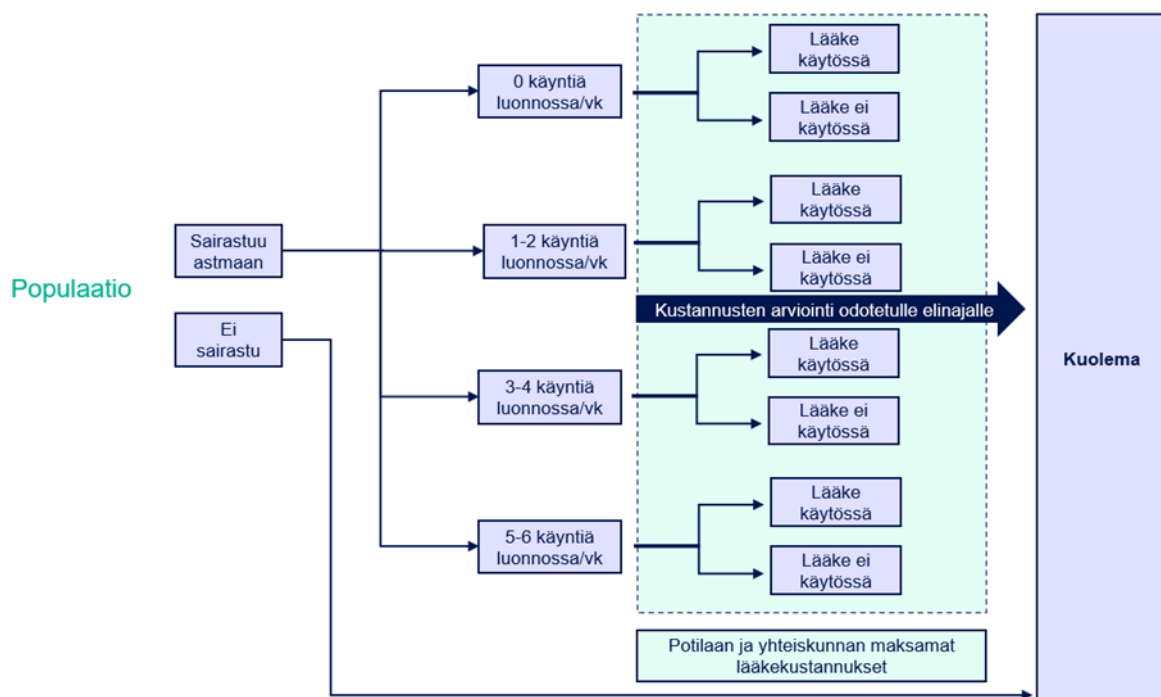 Populaatio
Sairastuu
astmaan
Ei
sairastu
0 käyntiä
luonnossa/vk
1-2 käyntiä
luonnossa/vk
3-4 käyntiä
luonnossa/vk
5-6 käyntiä
luonnossa/vk
Lääke
käytössä
Lääke ei
käytössä
Lääke
käytössä
Lääke ei
käytössä
Kustannusten arviointi odotetulle elinajalle
Lääke
käytössä
Lääke ei
käytössä
Lääke
käytössä
Lääke ei
käytössä
Potilaan ja yhteiskunnan maksamat
lääkekustannukset
Kuolema